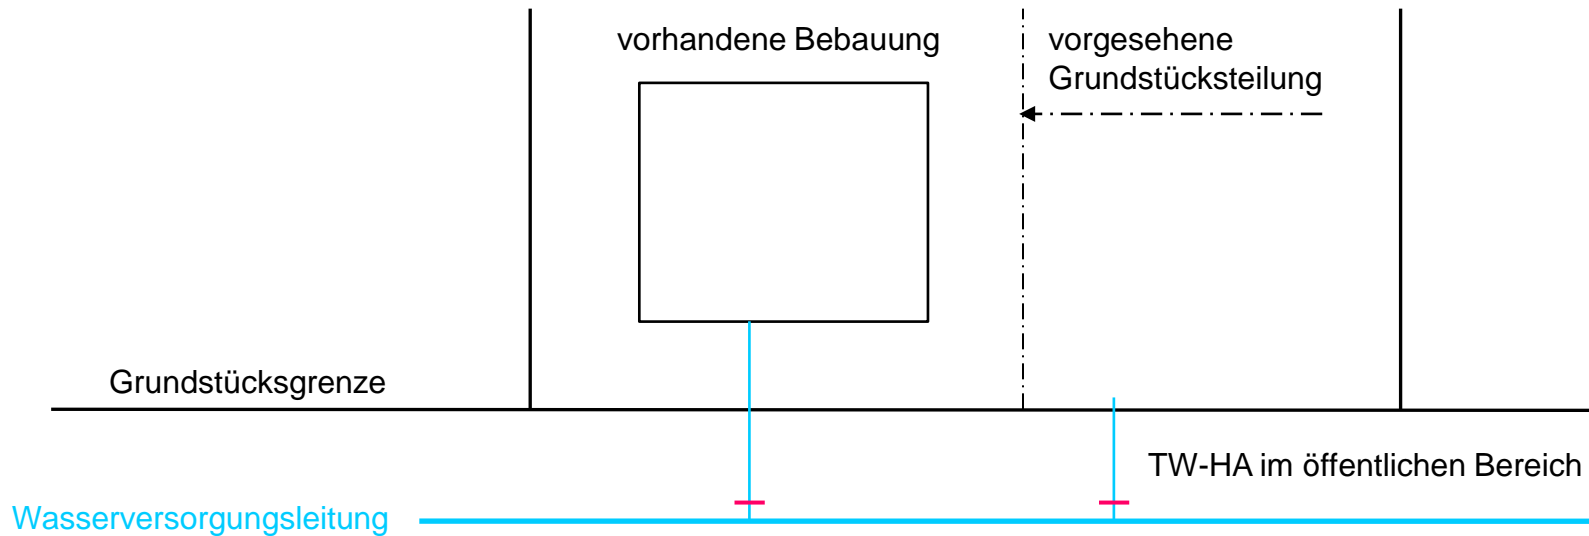 vorhandene Bebauung
vorgesehene
Grundstücksteilung
Grundstücksgrenze
TW-HA im öffentlichen Bereich
Wasserversorgungsleitung